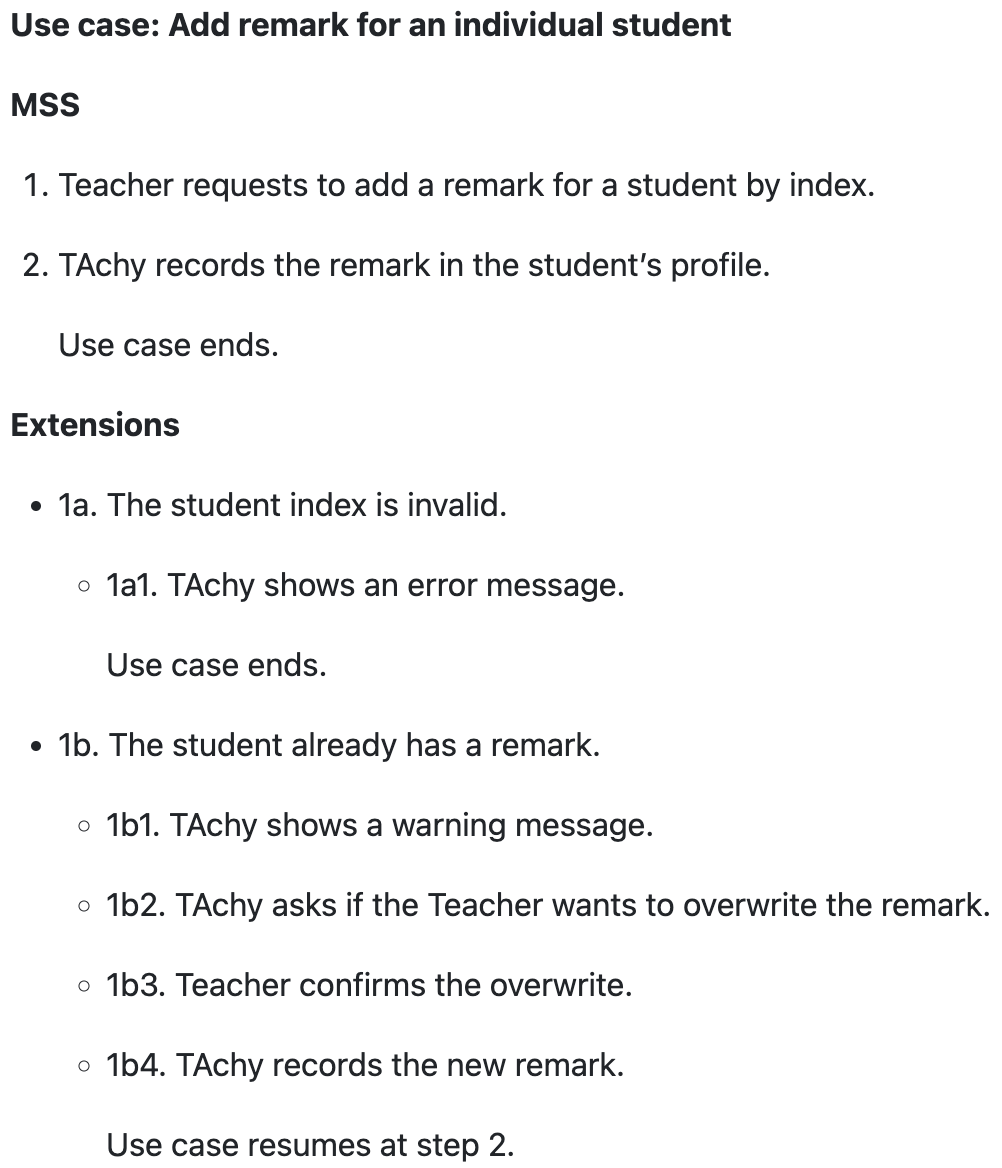 Use case: Add remark for an individual student
MSS
1. Teacher requests to add a remark for a student by index.
2. TAchy records the remark in the student’s profile.
Use case ends.
Extensions
• 1a. The student index is invalid.
◦ 1a1. TAchy shows an error message.
Use case ends.
• 1b. The student already has a remark.
◦ 1b1. TAchy shows a warning message.
◦ 1b2. TAchy asks if the Teacher wants to overwrite the remark.
◦ 1b3. Teacher confirms the overwrite.
◦ 1b4. TAchy records the new remark.
Use case resumes at step 2.